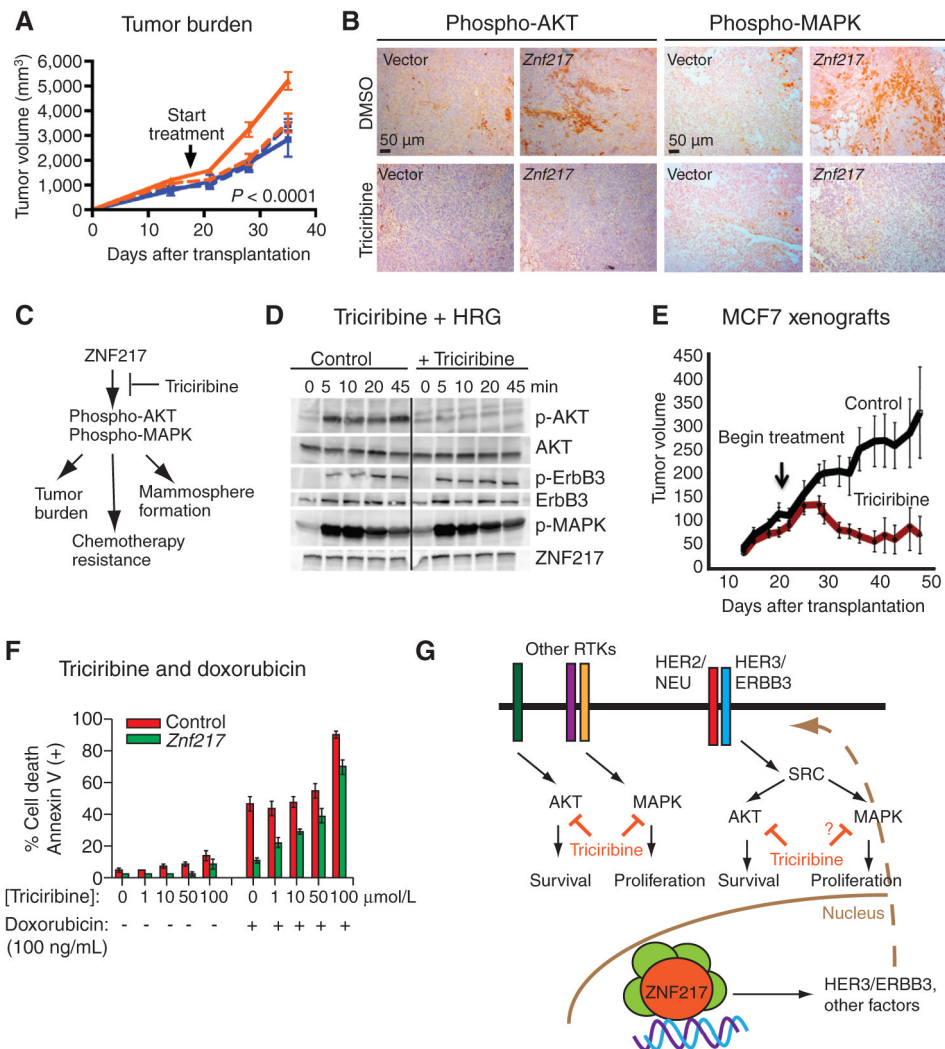 A
Tumor burden
Tumor volume (mm³)
6,000
5,000
4,000
3,000
2,000
1,000
0
Start
treatment
P < 0.0001
0 10 20 30 40
Days after transplantation
B
Phospho-AKT
Phospho-MAPK
DMSO
Vector
Znf217
Vector
Znf217
50 µm
50 µm
Triciribine
Vector
Znf217
Vector
Znf217
C
ZNF217
Triciribine
Phospho-AKT
Phospho-MAPK
Tumor
burden
Mammosphere
formation
Chemotherapy
resistance
D
Triciribine + HRG
Control
+ Triciribine
0 5 10 20 45 0 5 10 20 45 min
p-AKT
AKT
p-ErbB3
ErbB3
p-MAPK
ZNF217
E
MCF7 xenografts
Tumor volume
450
400
350
300
250
200
150
100
50
0
Control
Begin treatment
Triciribine
10 20 30 40 50
Days after transplantation
F
Triciribine and doxorubicin
% Cell death
Annexin V (+)
100
80
60
40
20
0
Control
Znf217
[Triciribine]: 0 1 10 50 100 0 1 10 50 100 µmol/L
Doxorubicin: - - - - - + + + + +
(100 ng/mL)
G
Other RTKs
HER2/
NEU
HER3/
ERBB3
SRC
AKT
MAPK
AKT
MAPK
?
Triciribine
Triciribine
Survival
Proliferation
Survival
Proliferation
Nucleus
ZNF217
HER3/ERBB3,
other factors